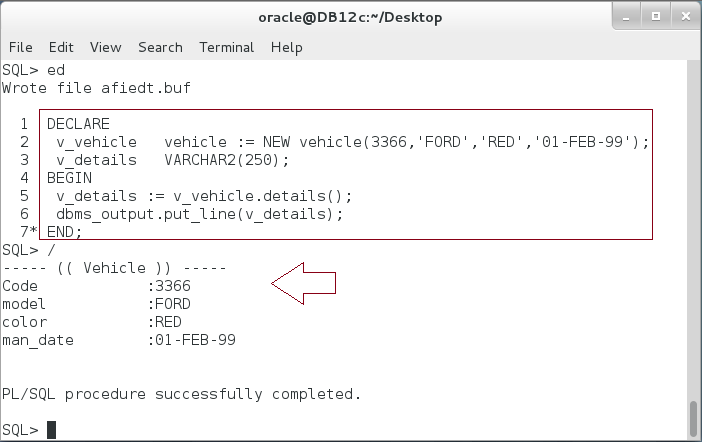 oracle@DB12c:~/Desktop
File Edit View Search Terminal Help
SQL> ed
Wrote file afiedt.buf
1 DECLARE
2 v_vehicle vehicle := NEW vehicle(3366,'FORD','RED','01-FEB-99');
3 v_details VARCHAR2(250);
4 BEGIN
5 v_details := v_vehicle.details();
6 dbms_output.put_line(v_details);
7* END;
SQL> /
----- (( Vehicle )) -----
Code :3366
model :FORD
color :RED
man_date :01-FEB-99
PL/SQL procedure successfully completed.
SQL>